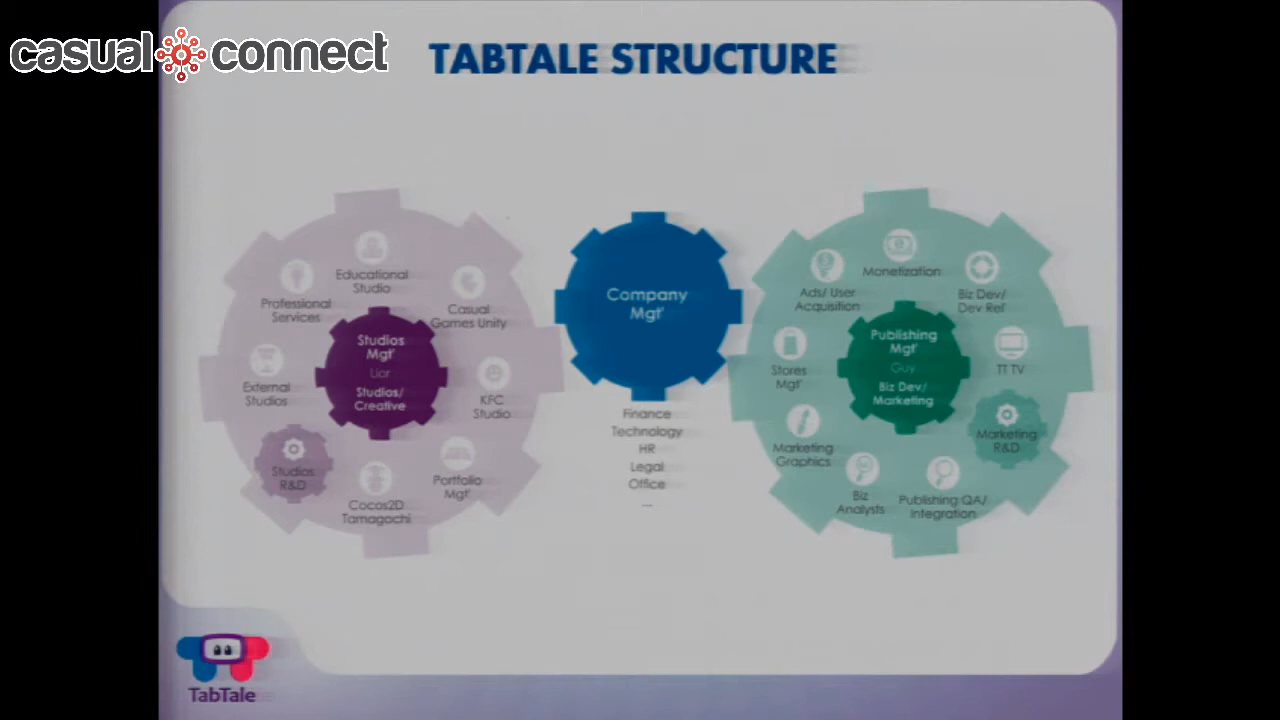 casual connect
TABTALE STRUCTURE
Educational
Studio
Professional
Services
Casual
Games Unity
External
Studios
Studios
Mgt'
Lior
Studios/
Creative
KFC
Studio
Studios
R&D
Cocos2D
Tamagochi
Portfolio
Mgt'
Company
Mgt'
Finance
Technology
HR
Legal
Office
...
Monetization
Ads/ User
Acquisition
Biz Dev/
Dev Rel'
Stores
Mgt'
Publishing
Mgt'
Guy
Biz Dev/
Marketing
TT TV
Marketing
Graphics
Marketing
R&D
Biz
Analysts
Publishing QA/
Integration
TabTale